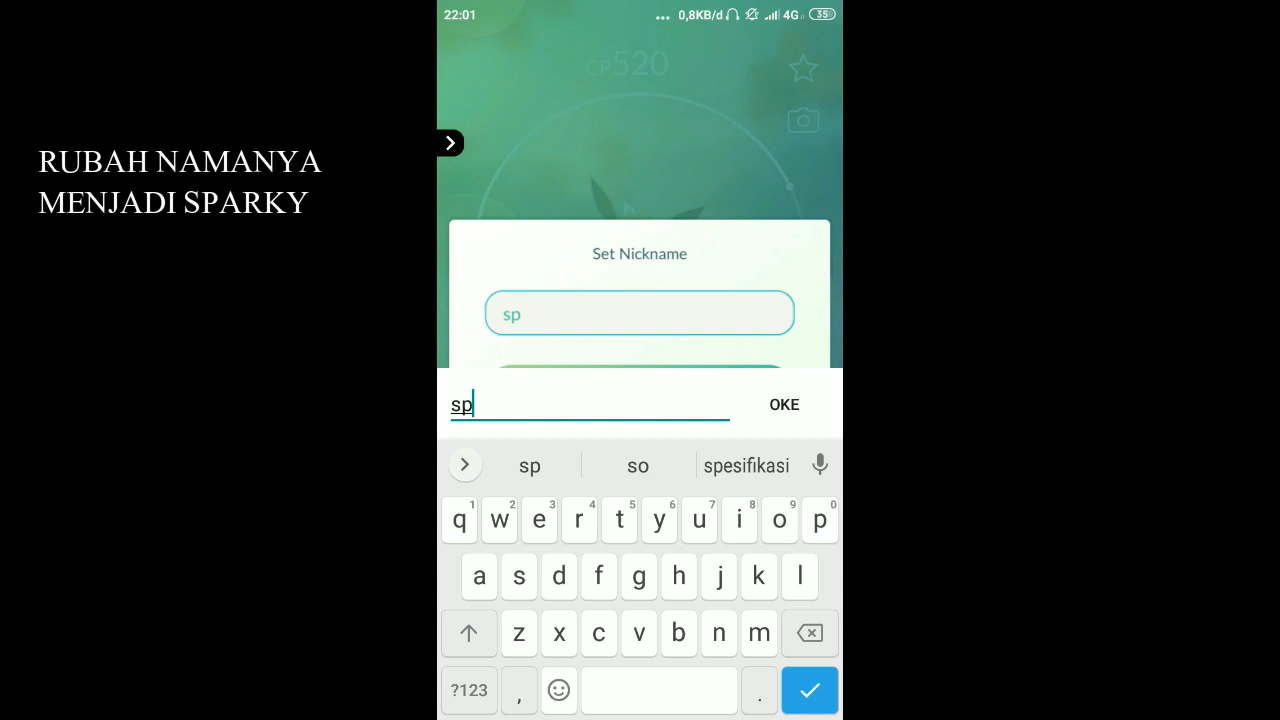 22:01 ... 0,8KB/d 4G 35
CP520
RUBAH NAMANYA
MENJADI SPARKY
Set Nickname
sp
sp OKE
sp so spesifikasi
1 2 3 4 5 6 7 8 9 0
q w e r t y u i o p
a s d f g h j k l
z x c v b n m
?123 , .